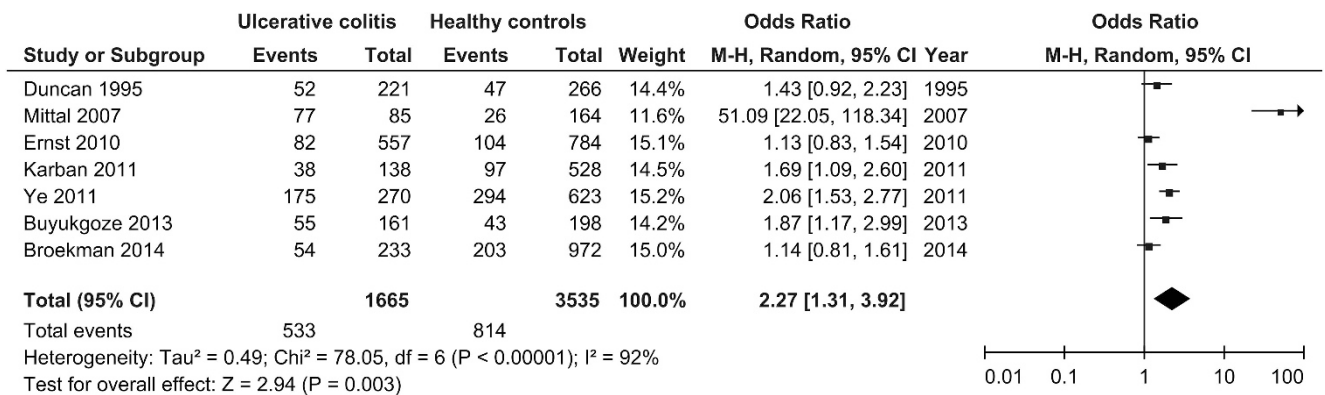 Ulcerative colitis Healthy controls Odds Ratio Odds Ratio
Study or Subgroup Events Total Events Total Weight M-H, Random, 95% CI Year M-H, Random, 95% CI
Duncan 1995 52 221 47 266 14.4% 1.43 [0.92, 2.23] 1995
Mittal 2007 77 85 26 164 11.6% 51.09 [22.05, 118.34] 2007
Ernst 2010 82 557 104 784 15.1% 1.13 [0.83, 1.54] 2010
Karban 2011 38 138 97 528 14.5% 1.69 [1.09, 2.60] 2011
Ye 2011 175 270 294 623 15.2% 2.06 [1.53, 2.77] 2011
Buyukgoze 2013 55 161 43 198 14.2% 1.87 [1.17, 2.99] 2013
Broekman 2014 54 233 203 972 15.0% 1.14 [0.81, 1.61] 2014
Total (95% CI) 1665 3535 100.0% 2.27 [1.31, 3.92]
Total events 533 814
Heterogeneity: Tau² = 0.49; Chi² = 78.05, df = 6 (P < 0.00001); I² = 92%
Test for overall effect: Z = 2.94 (P = 0.003)
0.01 0.1 1 10 100